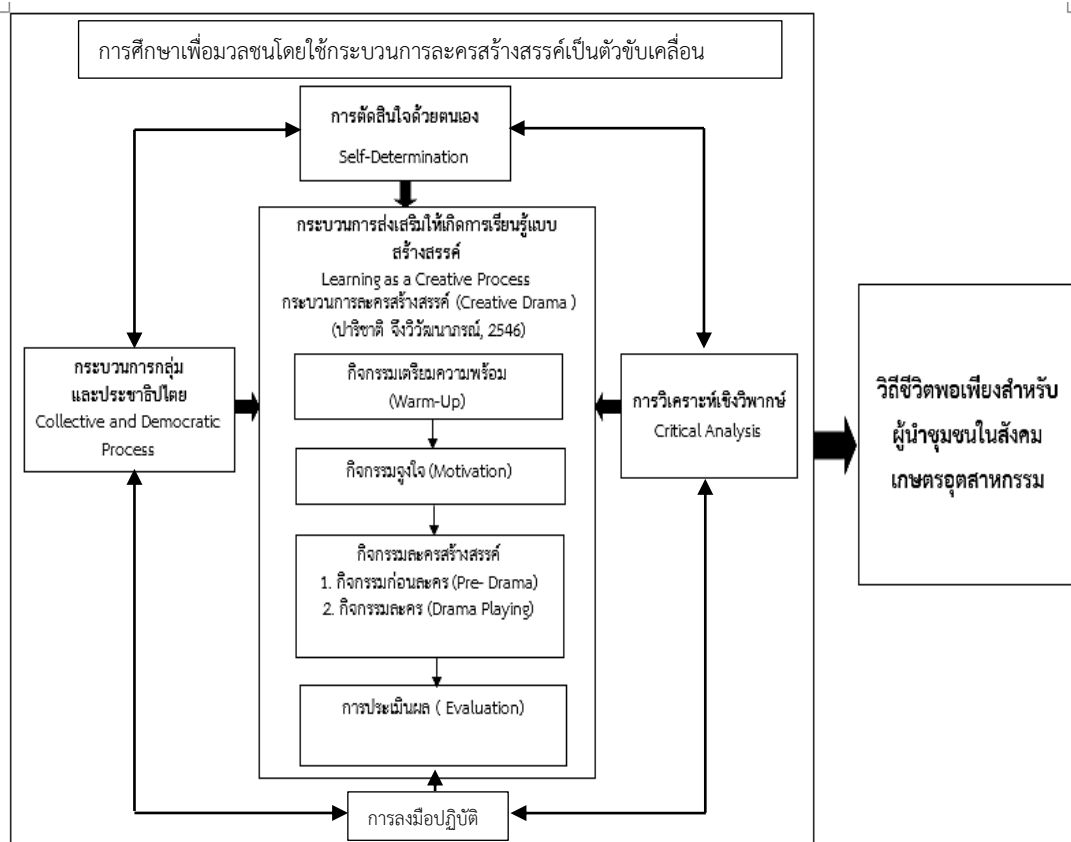 การศึกษาเพื่อมวลชนโดยใช้กระบวนการละครสร้างสรรค์เป็นตัวขับเคลื่อน
การตัดสินใจด้วยตนเอง
Self-Determination
กระบวนการส่งเสริมให้เกิดการเรียนรู้แบบ
สร้างสรรค์
Learning as a Creative Process
กระบวนการละครสร้างสรรค์ (Creative Drama )
(ปาริชาติ จึงวิวัฒนาภรณ์, 2546)
กระบวนการกลุ่ม
และประชาธิปไตย
Collective and Democratic
Process
กิจกรรมเตรียมความพร้อม
(Warm-Up)
กิจกรรมจูงใจ (Motivation)
กิจกรรมละครสร้างสรรค์
1. กิจกรรมก่อนละคร (Pre- Drama)
2. กิจกรรมละคร (Drama Playing)
การประเมินผล ( Evaluation)
การวิเคราะห์เชิงวิพากษ์
Critical Analysis
การลงมือปฏิบัติ
วิถีชีวิตพอเพียงสำหรับ
ผู้นำชุมชนในสังคม
เกษตรอุตสาหกรรม